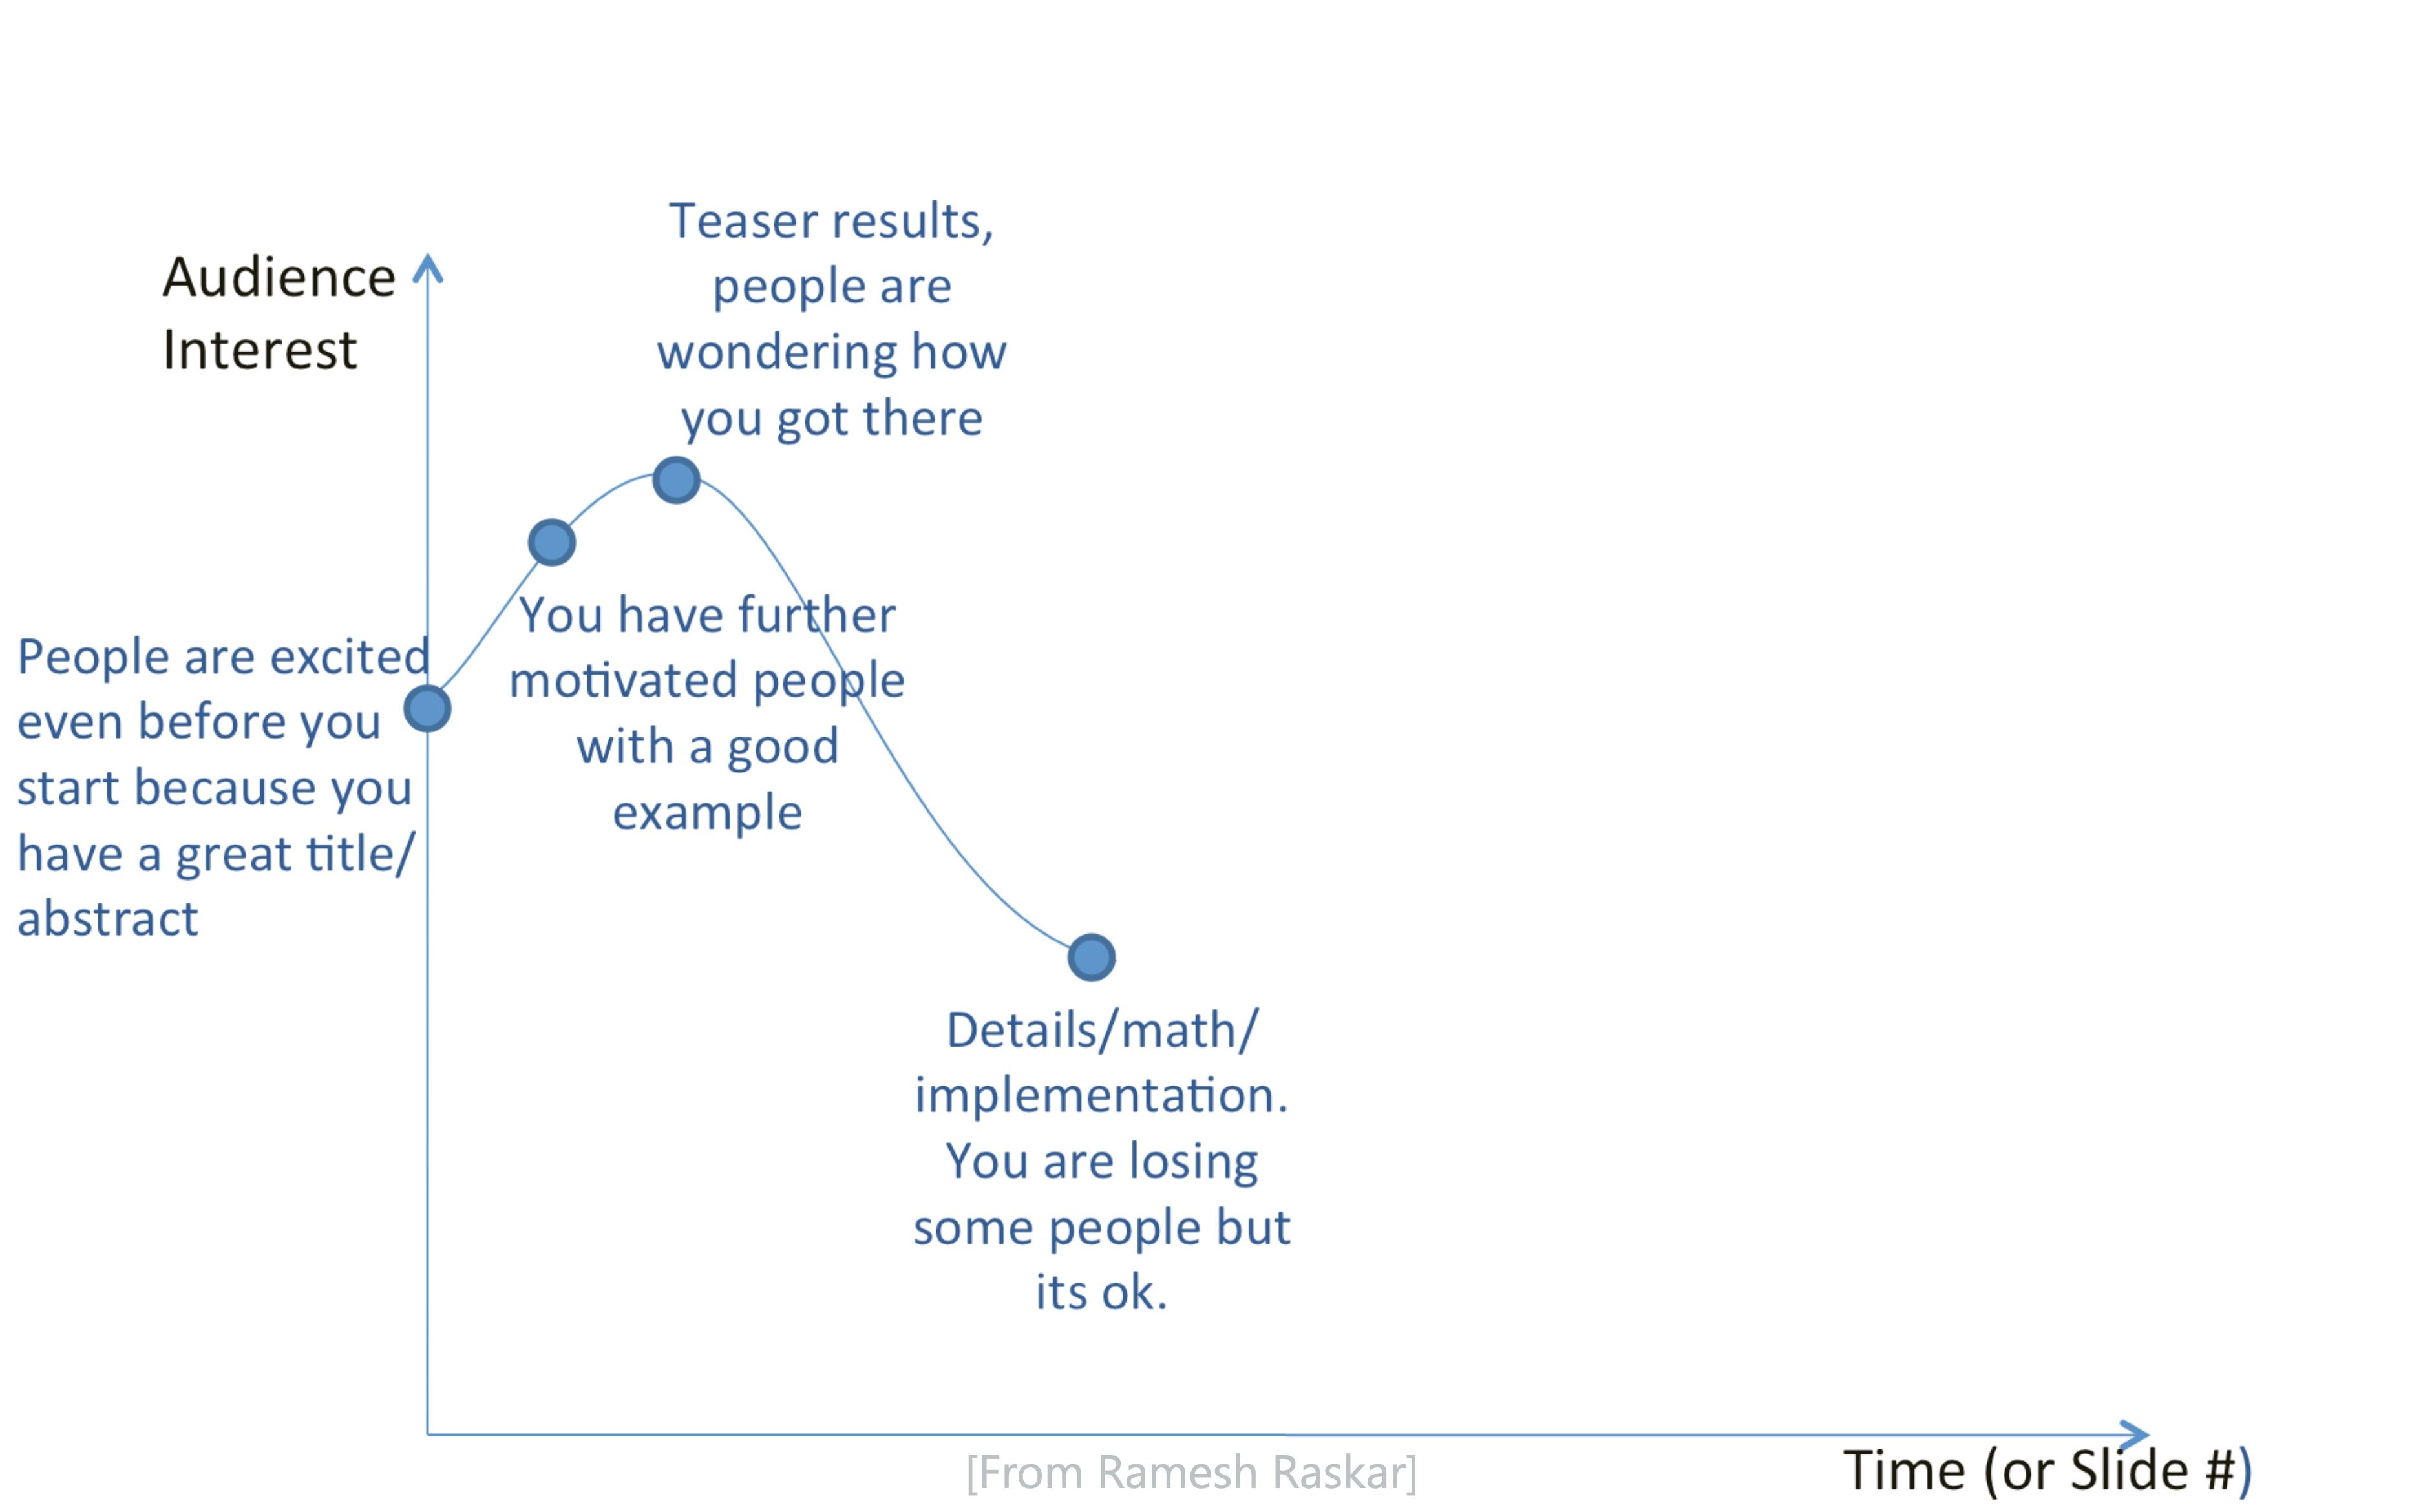 Teaser results,
people are
wondering how
you got there
Audience
Interest
You have further
motivated people
with a good
example
People are excited
even before you
start because you
have a great title/
abstract
Details/math/
implementation.
You are losing
some people but
its ok.
[From Ramesh Raskar]
Time (or Slide #)